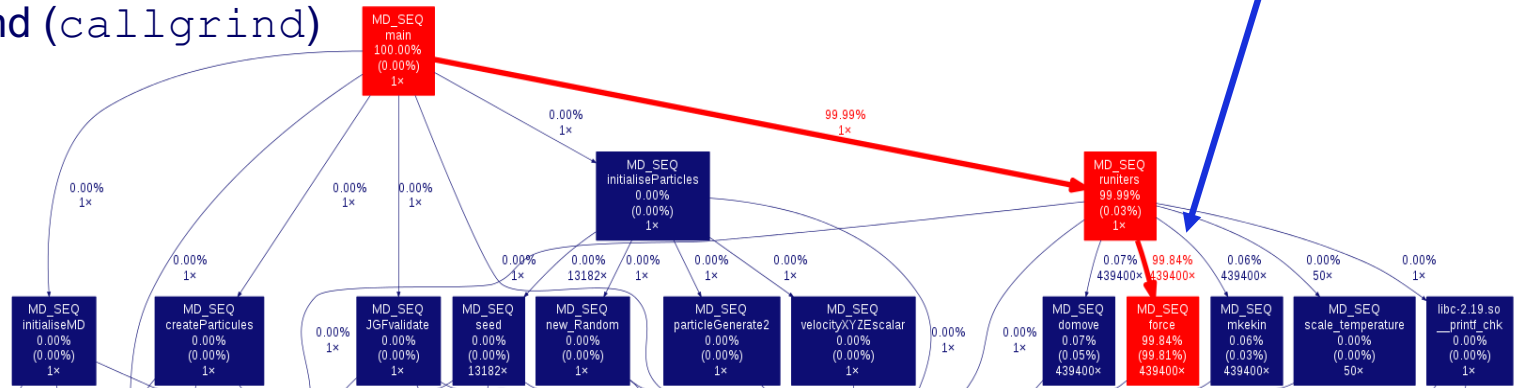 nd (callgrind)
MD_SEQ
main
100.00%
(0.00%)
1×
0.00%
1×
99.99%
1×
MD_SEQ
initialiseParticles
0.00%
(0.00%)
1×
MD_SEQ
runiters
99.99%
(0.03%)
1×
0.00%
1×
0.00%
1×
0.00%
1×
0.00%
1×
0.00%
1×
0.00%
13182×
0.00%
1×
0.00%
1×
0.00%
1×
0.07%
439400×
99.84%
439400×
0.06%
439400×
0.00%
50×
0.00%
1×
MD_SEQ
initialiseMD
0.00%
(0.00%)
1×
MD_SEQ
createParticules
0.00%
(0.00%)
1×
0.00%
1×
MD_SEQ
JGFvalidate
0.00%
(0.00%)
1×
MD_SEQ
seed
0.00%
(0.00%)
13182×
MD_SEQ
new_Random
0.00%
(0.00%)
1×
MD_SEQ
particleGenerate2
0.00%
(0.00%)
1×
MD_SEQ
velocityXYZEscalar
0.00%
(0.00%)
1×
0.00%
1×
0.00%
1×
MD_SEQ
domove
0.07%
(0.05%)
439400×
MD_SEQ
force
99.84%
(99.81%)
439400×
MD_SEQ
mkekin
0.06%
(0.03%)
439400×
MD_SEQ
scale_temperature
0.00%
(0.00%)
50×
libc-2.19.so
__printf_chk
0.00%
(0.00%)
1×